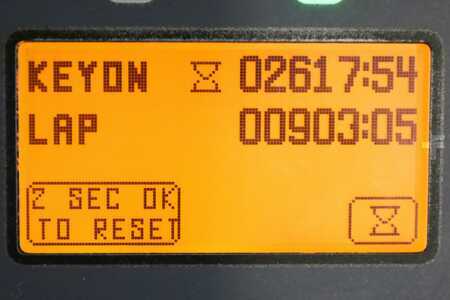 KEYON 02617:54
LAP 00903:05
2 SEC OK
TO RESET